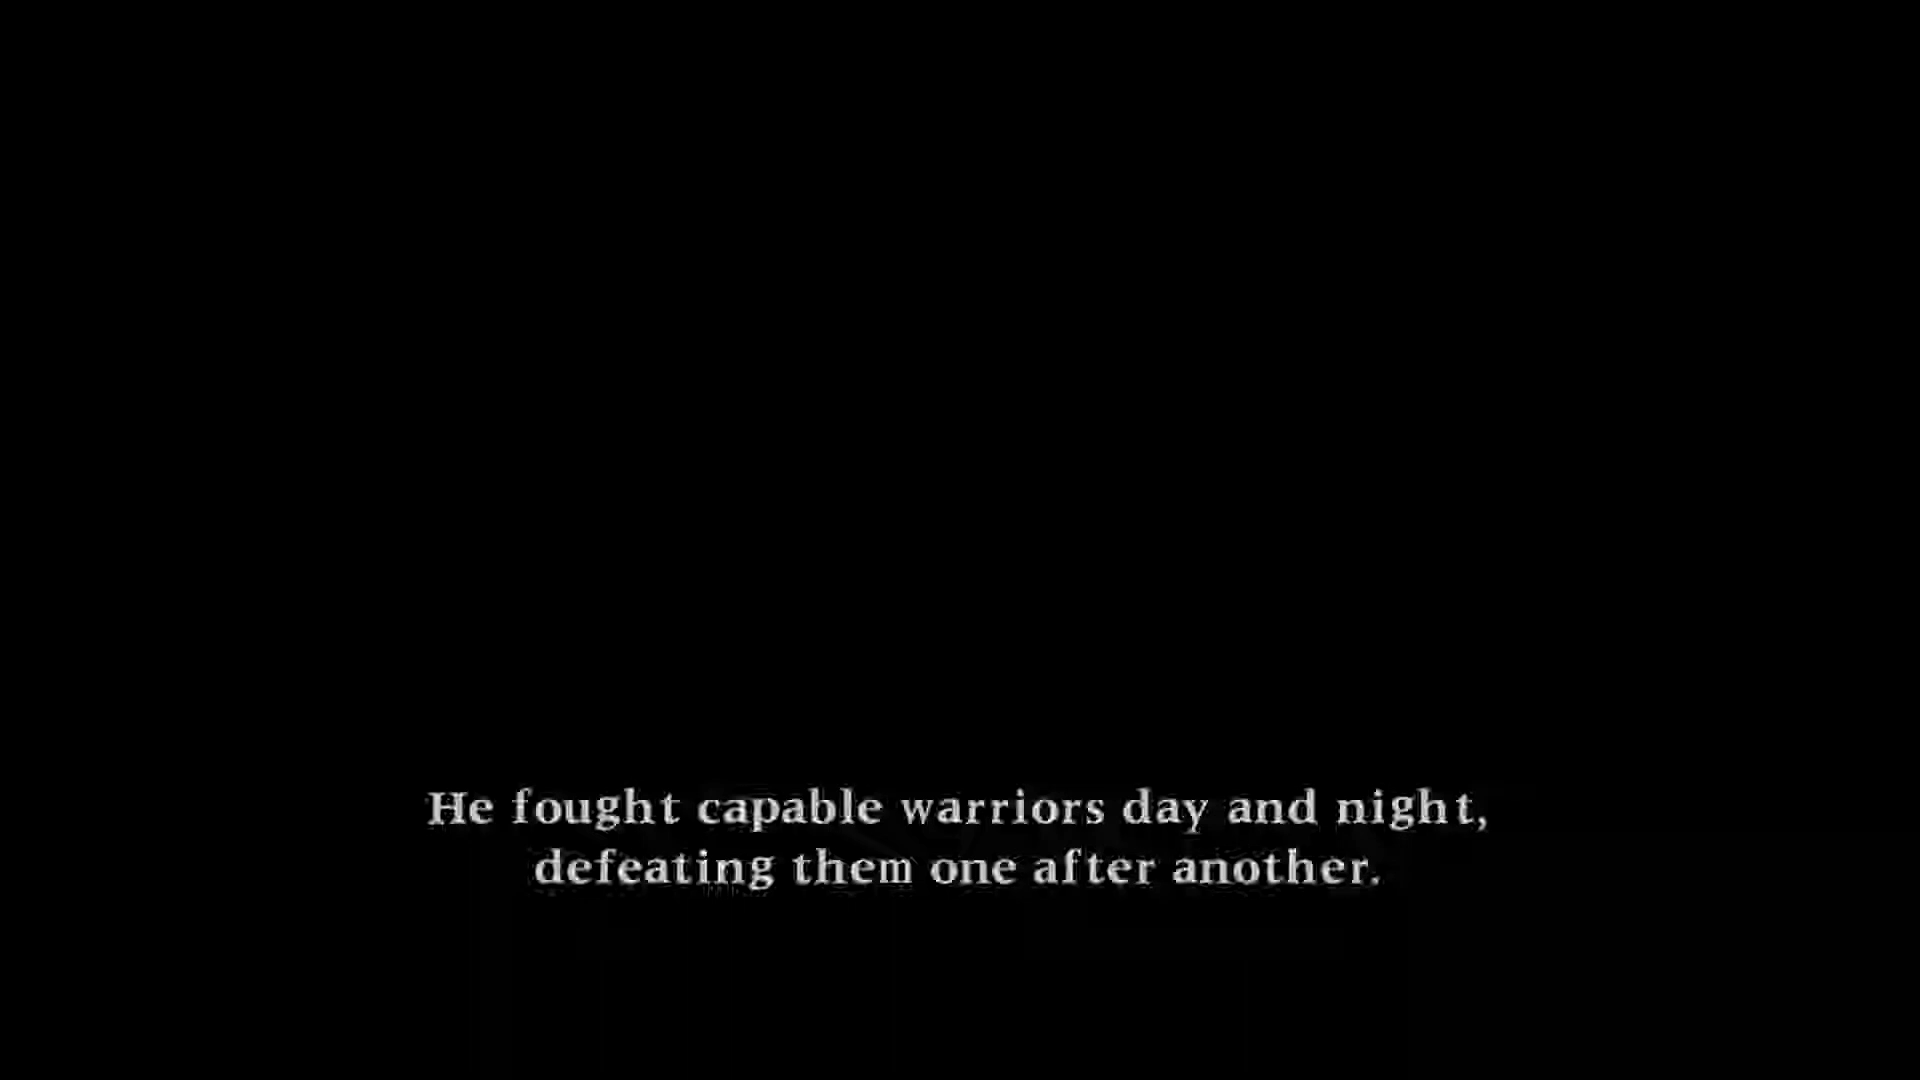 He fought capable warriors day and night,
defeating them one after another.